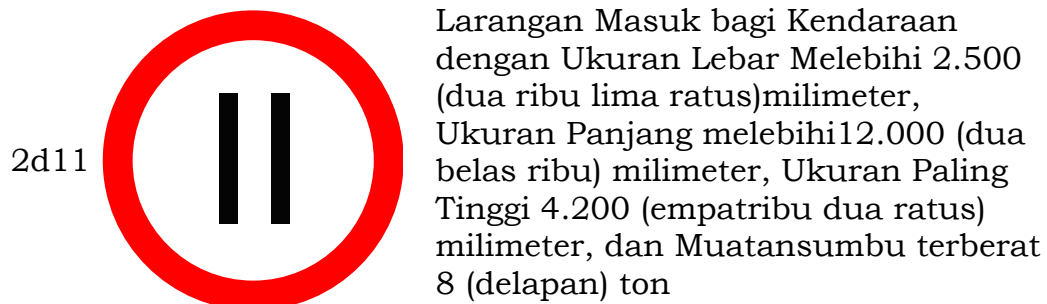 Larangan Masuk bagi Kendaraan
dengan Ukuran Lebar Melebihi 2.500
(dua ribu lima ratus)milimeter,
Ukuran Panjang melebihi12.000 (dua
belas ribu) milimeter, Ukuran Paling
Tinggi 4.200 (empatribu dua ratus)
milimeter, dan Muatansumbu terberat
8 (delapan) ton
2d11
II